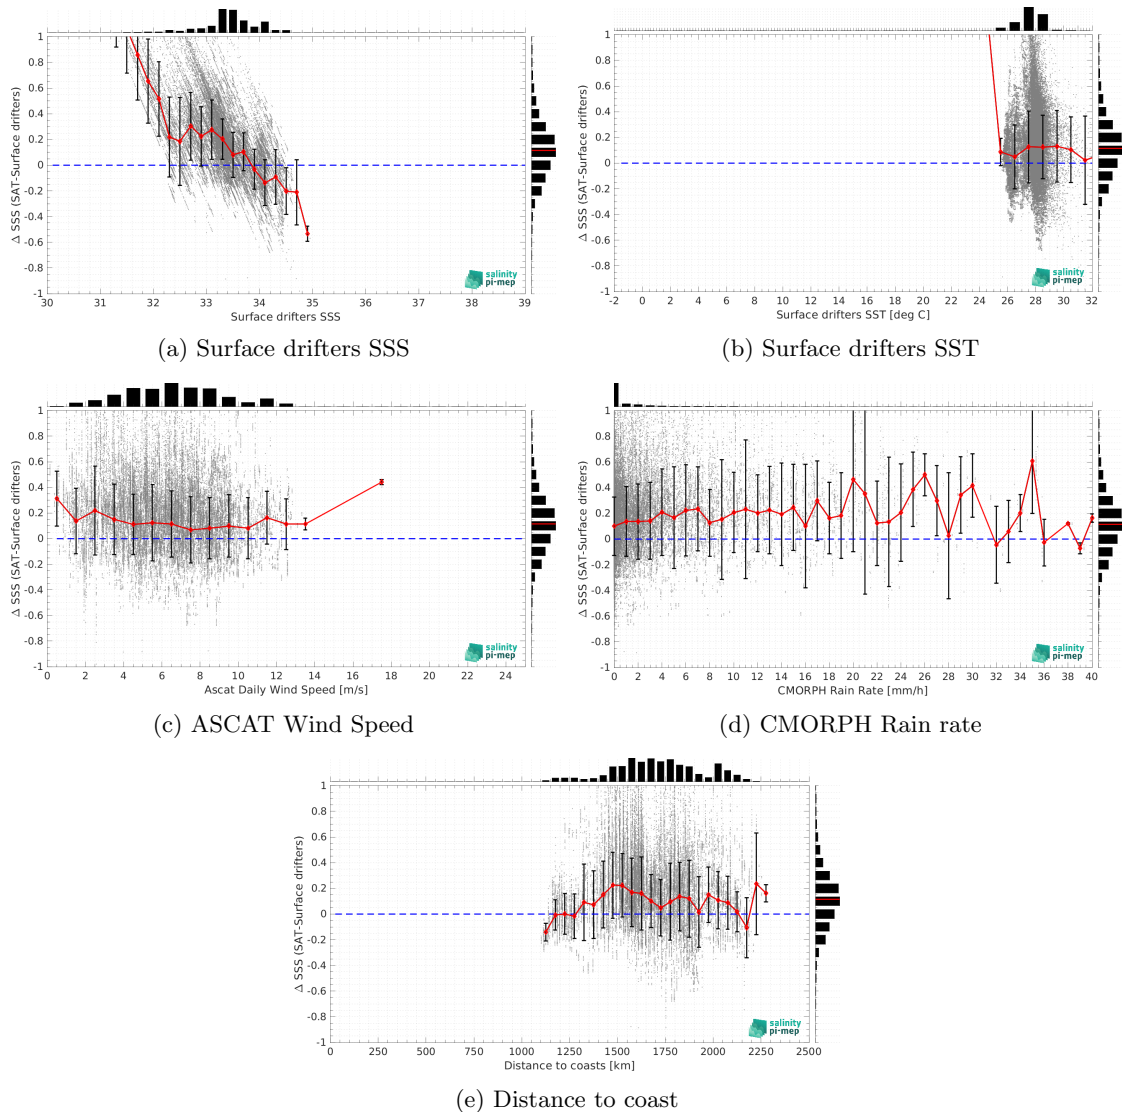 1
0.8
0.6
0.4
0.2
0
-0.2
-0.4
-0.6
-0.8
-1
Δ SSS (SAT-Surface drifters)
salinity
pi-mep
30 31 32 33 34 35 36 37 38 39
Surface drifters SSS
(a) Surface drifters SSS
1
0.8
0.6
0.4
0.2
0
-0.2
-0.4
-0.6
-0.8
-1
Δ SSS (SAT-Surface drifters)
salinity
pi-mep
-2 0 2 4 6 8 10 12 14 16 18 20 22 24 26 28 30 32
Surface drifters SST [deg C]
(b) Surface drifters SST
1
0.8
0.6
0.4
0.2
0
-0.2
-0.4
-0.6
-0.8
-1
Δ SSS (SAT-Surface drifters)
salinity
pi-mep
0 2 4 6 8 10 12 14 16 18 20 22 24
Ascat Daily Wind Speed [m/s]
(c) ASCAT Wind Speed
1
0.8
0.6
0.4
0.2
0
-0.2
-0.4
-0.6
-0.8
-1
Δ SSS (SAT-Surface drifters)
salinity
pi-mep
0 2 4 6 8 10 12 14 16 18 20 22 24 26 28 30 32 34 36 38 40
CMORPH Rain Rate [mm/h]
(d) CMORPH Rain rate
1
0.8
0.6
0.4
0.2
0
-0.2
-0.4
-0.6
-0.8
-1
Δ SSS (SAT-Surface drifters)
salinity
pi-mep
0 250 500 750 1000 1250 1500 1750 2000 2250 2500
Distance to coasts [km]
(e) Distance to coast